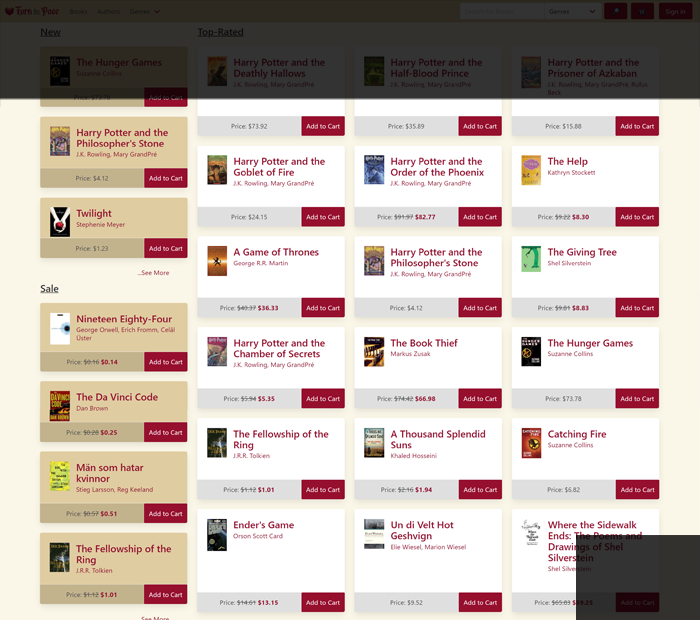 Turn to Page
Books
Authors
Genres
Genres
Sign in
New
The Hunger Games
Suzanne Collins
Add to Cart
Harry Potter and the
Philosopher's Stone
J.K. Rowling, Mary GrandPré
Price: $4.12
Add to Cart
Twilight
Stephenie Meyer
Price: $1.23
Add to Cart
...See More
Sale
Nineteen Eighty-Four
George Orwell, Erich Fromm, Celâl
Üster
Price: $0.16 $0.14
Add to Cart
The Da Vinci Code
Dan Brown
Price: $0.28 $0.25
Add to Cart
Män som hatar
kvinnor
Stieg Larsson, Reg Keeland
Price: $0.57 $0.51
Add to Cart
The Fellowship of the
Ring
J.R.R. Tolkien
Price: $1.12 $1.01
Add to Cart
...See More
Top-Rated
Harry Potter and the
Deathly Hallows
J.K. Rowling, Mary GrandPré
Price: $73.92
Add to Cart
Harry Potter and the
Half-Blood Prince
J.K. Rowling, Mary GrandPré
Price: $35.89
Add to Cart
Harry Potter and the
Prisoner of Azkaban
J.K. Rowling, Mary GrandPré, Rufus
Beck
Price: $15.88
Add to Cart
Harry Potter and the
Goblet of Fire
J.K. Rowling, Mary GrandPré
Price: $24.15
Add to Cart
Harry Potter and the
Order of the Phoenix
J.K. Rowling, Mary GrandPré
Price: $91.97 $82.77
Add to Cart
The Help
Kathryn Stockett
Price: $9.22 $8.30
Add to Cart
A Game of Thrones
George R.R. Martin
Price: $40.37 $36.33
Add to Cart
Harry Potter and the
Philosopher's Stone
J.K. Rowling, Mary GrandPré
Price: $4.12
Add to Cart
The Giving Tree
Shel Silverstein
Price: $9.81 $8.83
Add to Cart
Harry Potter and the
Chamber of Secrets
J.K. Rowling, Mary GrandPré
Price: $5.94 $5.35
Add to Cart
The Book Thief
Markus Zusak
Price: $74.42 $66.98
Add to Cart
The Hunger Games
Suzanne Collins
Price: $73.78
Add to Cart
The Fellowship of the
Ring
J.R.R. Tolkien
Price: $1.12 $1.01
Add to Cart
A Thousand Splendid
Suns
Khaled Hosseini
Price: $2.16 $1.94
Add to Cart
Catching Fire
Suzanne Collins
Price: $6.82
Add to Cart
Ender's Game
Orson Scott Card
Price: $14.61 $13.15
Add to Cart
Un di Velt Hot
Geshvign
Elie Wiesel, Marion Wiesel
Price: $9.52
Add to Cart
Where the Sidewalk
Ends: The Poems and
Drawings of Shel
Silverstein
Shel Silverstein
Price: $65.83
Add to Cart